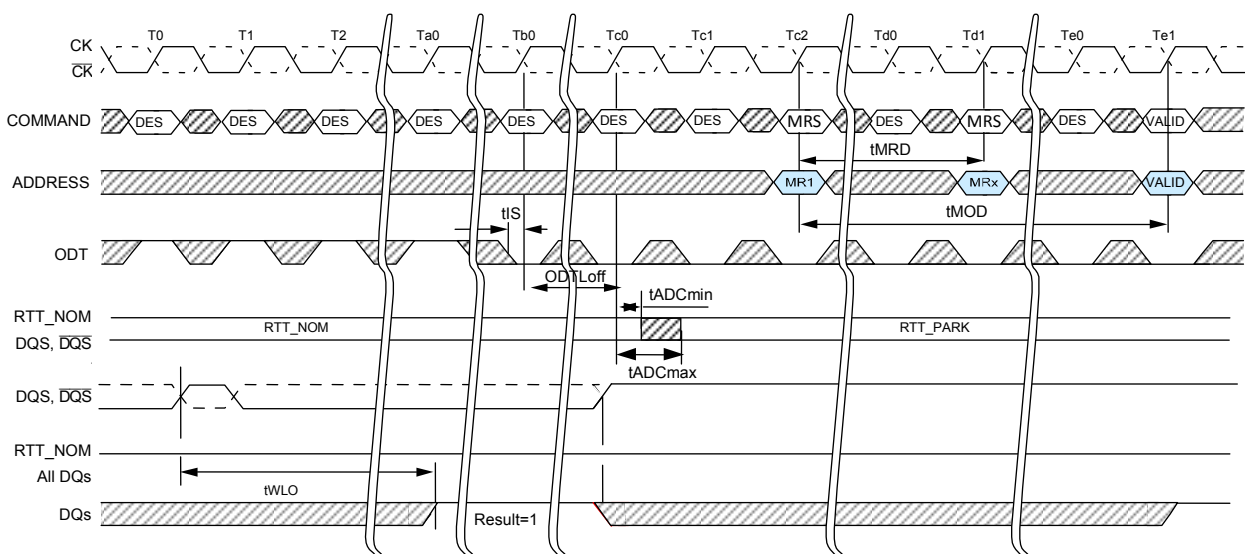 T0 T1 T2 Ta0 Tb0 Tc0 Tc1 Tc2 Td0 Td1 Te0 Te1
CK
CK
COMMAND DES DES DES DES DES DES DES MRS DES MRS DES VALID
tMRD
ADDRESS MR1 MRx VALID
tIS tMOD
ODT
ODTLoff
tADCmin
RTT_NOM
RTT_NOM RTT_PARK
DQS, DQS
tADCmax
DQS, DQS
RTT_NOM
All DQs
tWLO
DQs Result=1